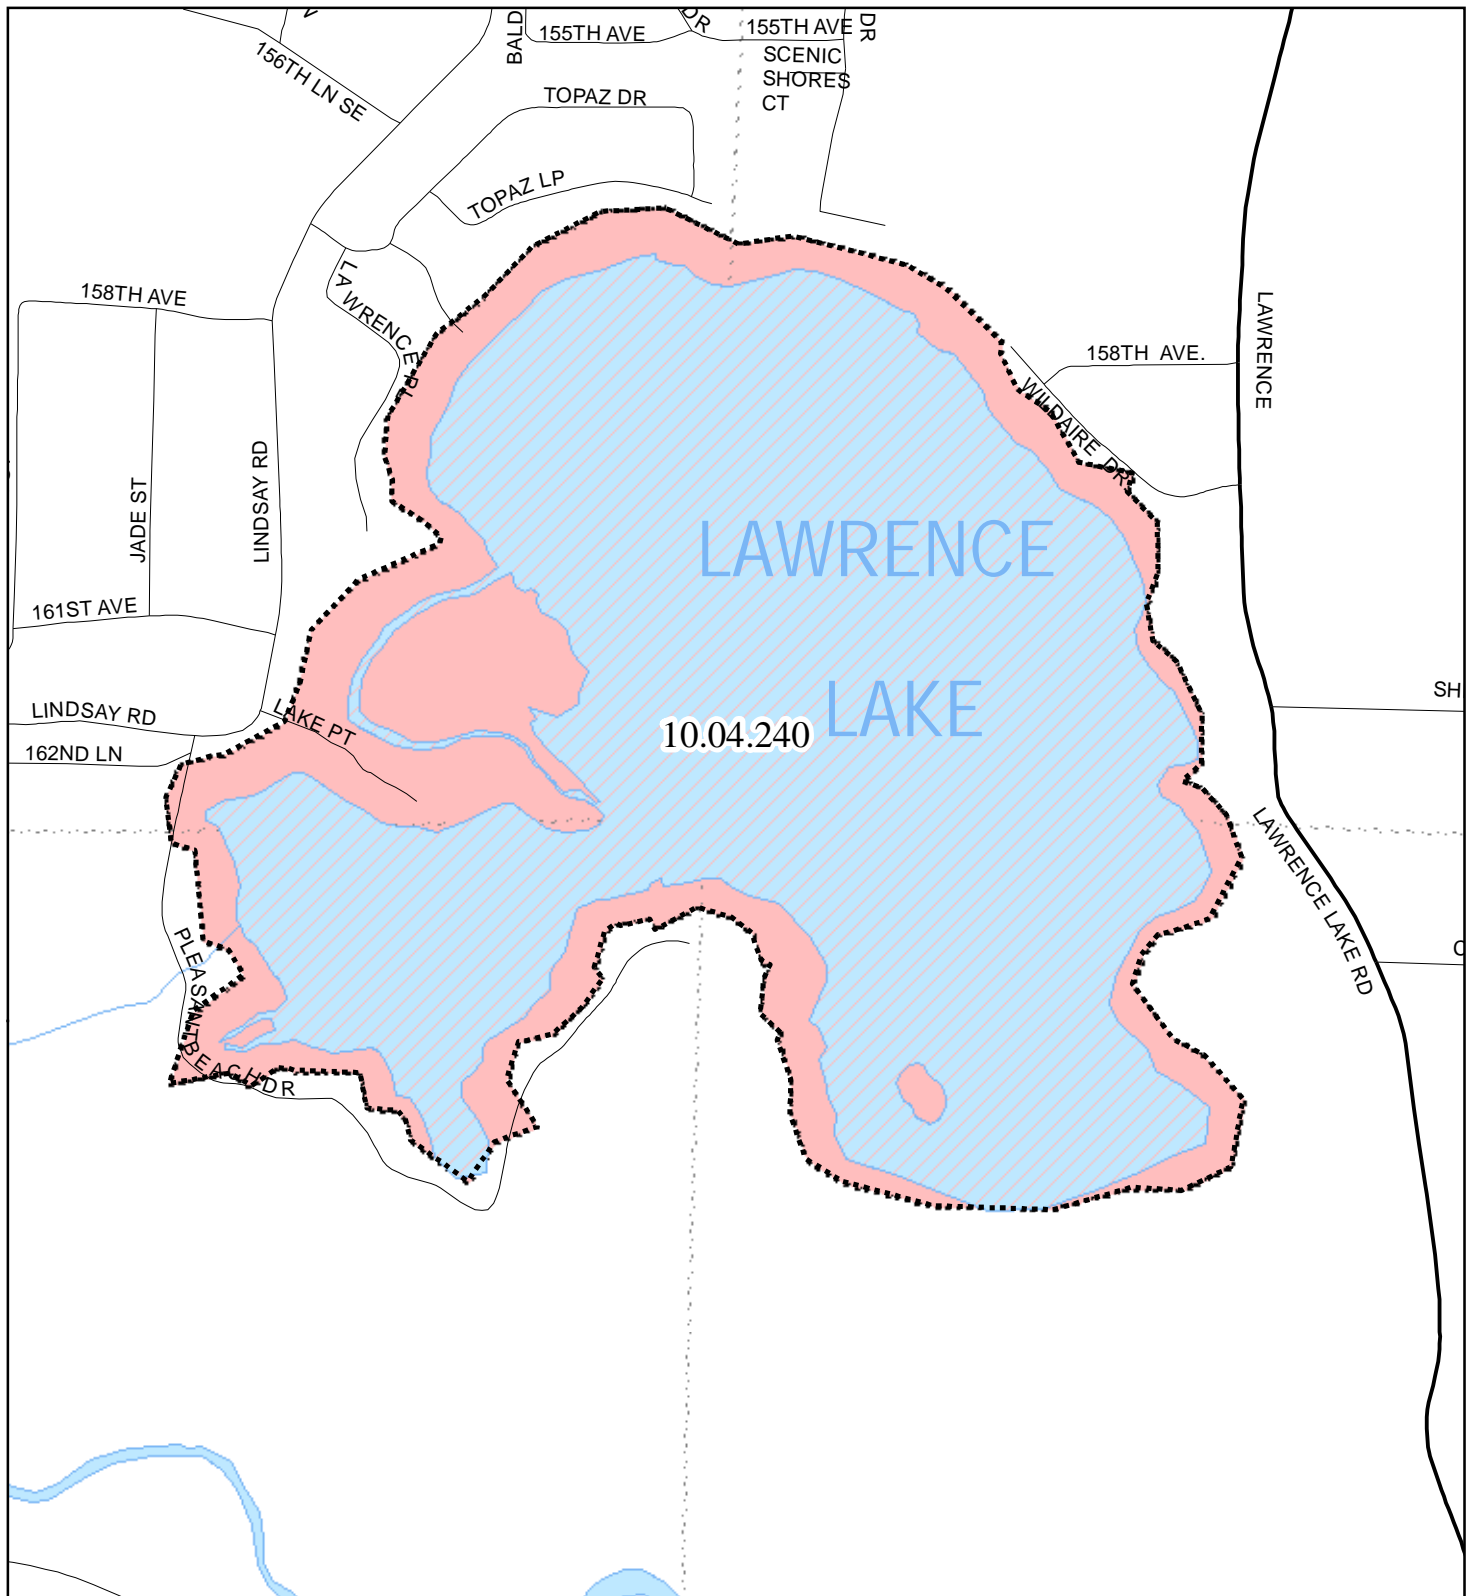 155TH AVE
155TH AVE
DR
DR
BALD
156TH LN SE
SCENIC
SHORES
CT
TOPAZ DR
TOPAZ LP
158TH AVE
LAWRENCE PL
LAWRENCE
158TH AVE.
WILDAIRE DR
JADE ST
LINDSAY RD
LAWRENCE
161ST AVE
LAKE
SH
LINDSAY RD
LAKE PT
10.04.240
162ND LN
LAWRENCE LAKE RD
PLEASANT BEACH DR